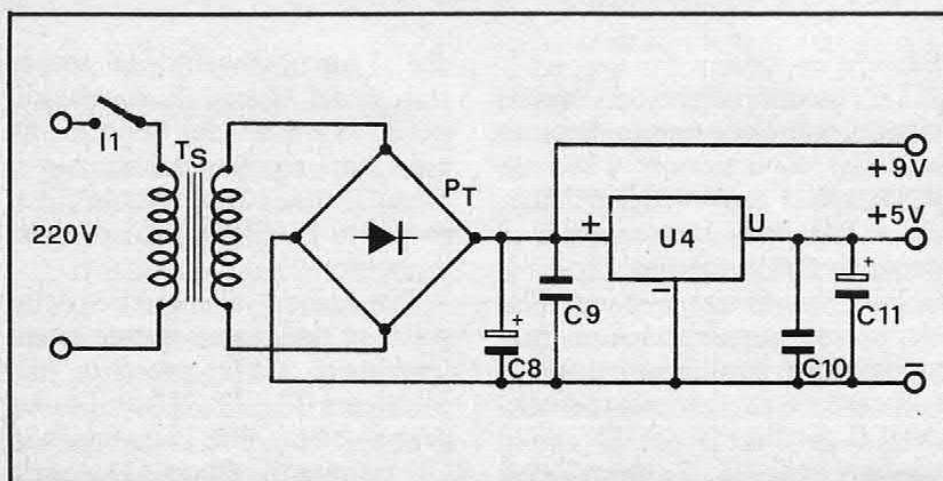 I1
TS
220V
PT
+
C8
+
C9
+
U4
U
−
C10
+
C11
+9V
+5V
−